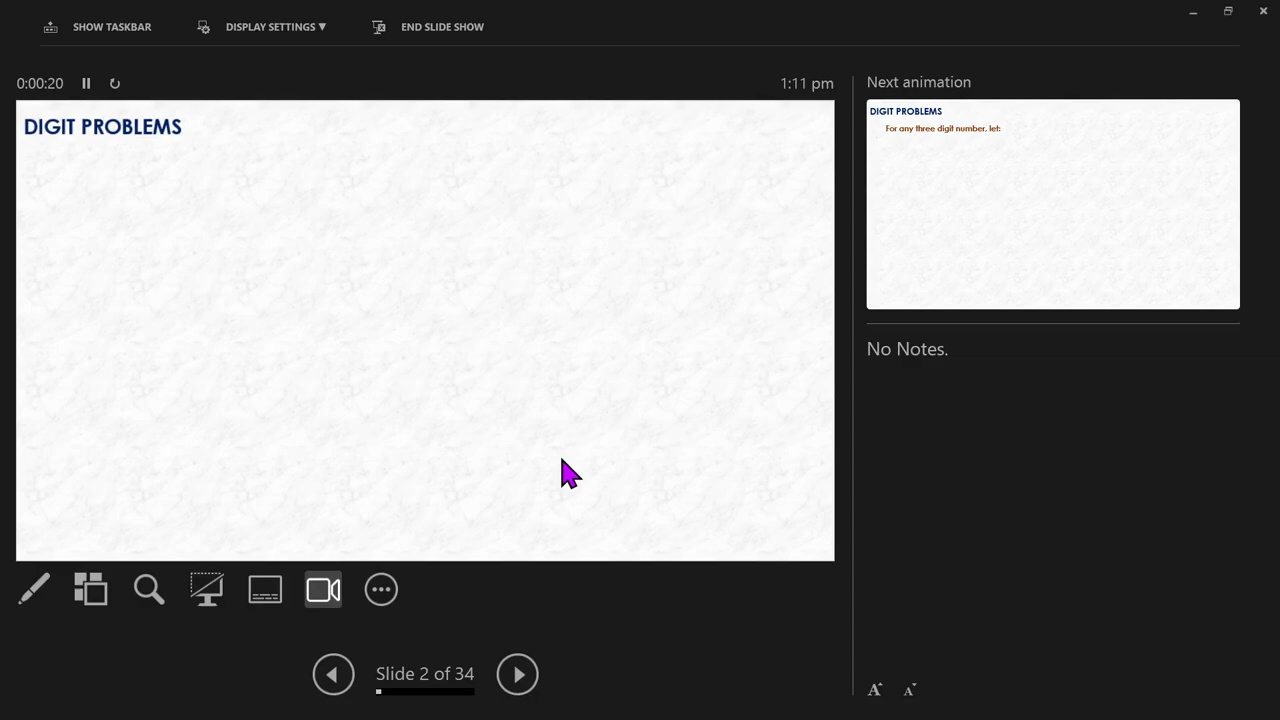 SHOW TASKBAR
DISPLAY SETTINGS ▼
END SLIDE SHOW
0:00:20
1:11 pm
DIGIT PROBLEMS
Slide 2 of 34
Next animation
DIGIT PROBLEMS
For any three digit number, let:
No Notes.
A A